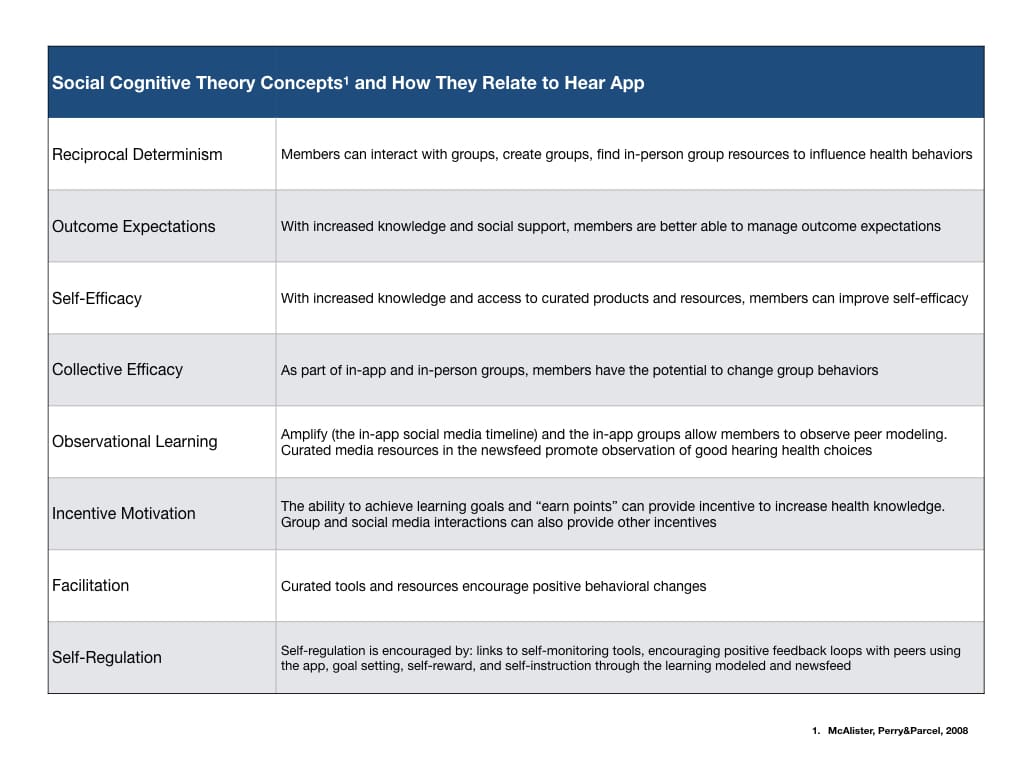 Social Cognitive Theory Concepts¹ and How They Relate to Hear App
Reciprocal Determinism
Members can interact with groups, create groups, find in-person group resources to influence health behaviors
Outcome Expectations
With increased knowledge and social support, members are better able to manage outcome expectations
Self-Efficacy
With increased knowledge and access to curated products and resources, members can improve self-efficacy
Collective Efficacy
As part of in-app and in-person groups, members have the potential to change group behaviors
Observational Learning
Amplify (the in-app social media timeline) and the in-app groups allow members to observe peer modeling.
Curated media resources in the newsfeed promote observation of good hearing health choices
Incentive Motivation
The ability to achieve learning goals and “earn points” can provide incentive to increase health knowledge.
Group and social media interactions can also provide other incentives
Facilitation
Curated tools and resources encourage positive behavioral changes
Self-Regulation
Self-regulation is encouraged by: links to self-monitoring tools, encouraging positive feedback loops with peers using
the app, goal setting, self-reward, and self-instruction through the learning modeled and newsfeed
1. McAlister, Perry&Parcel, 2008